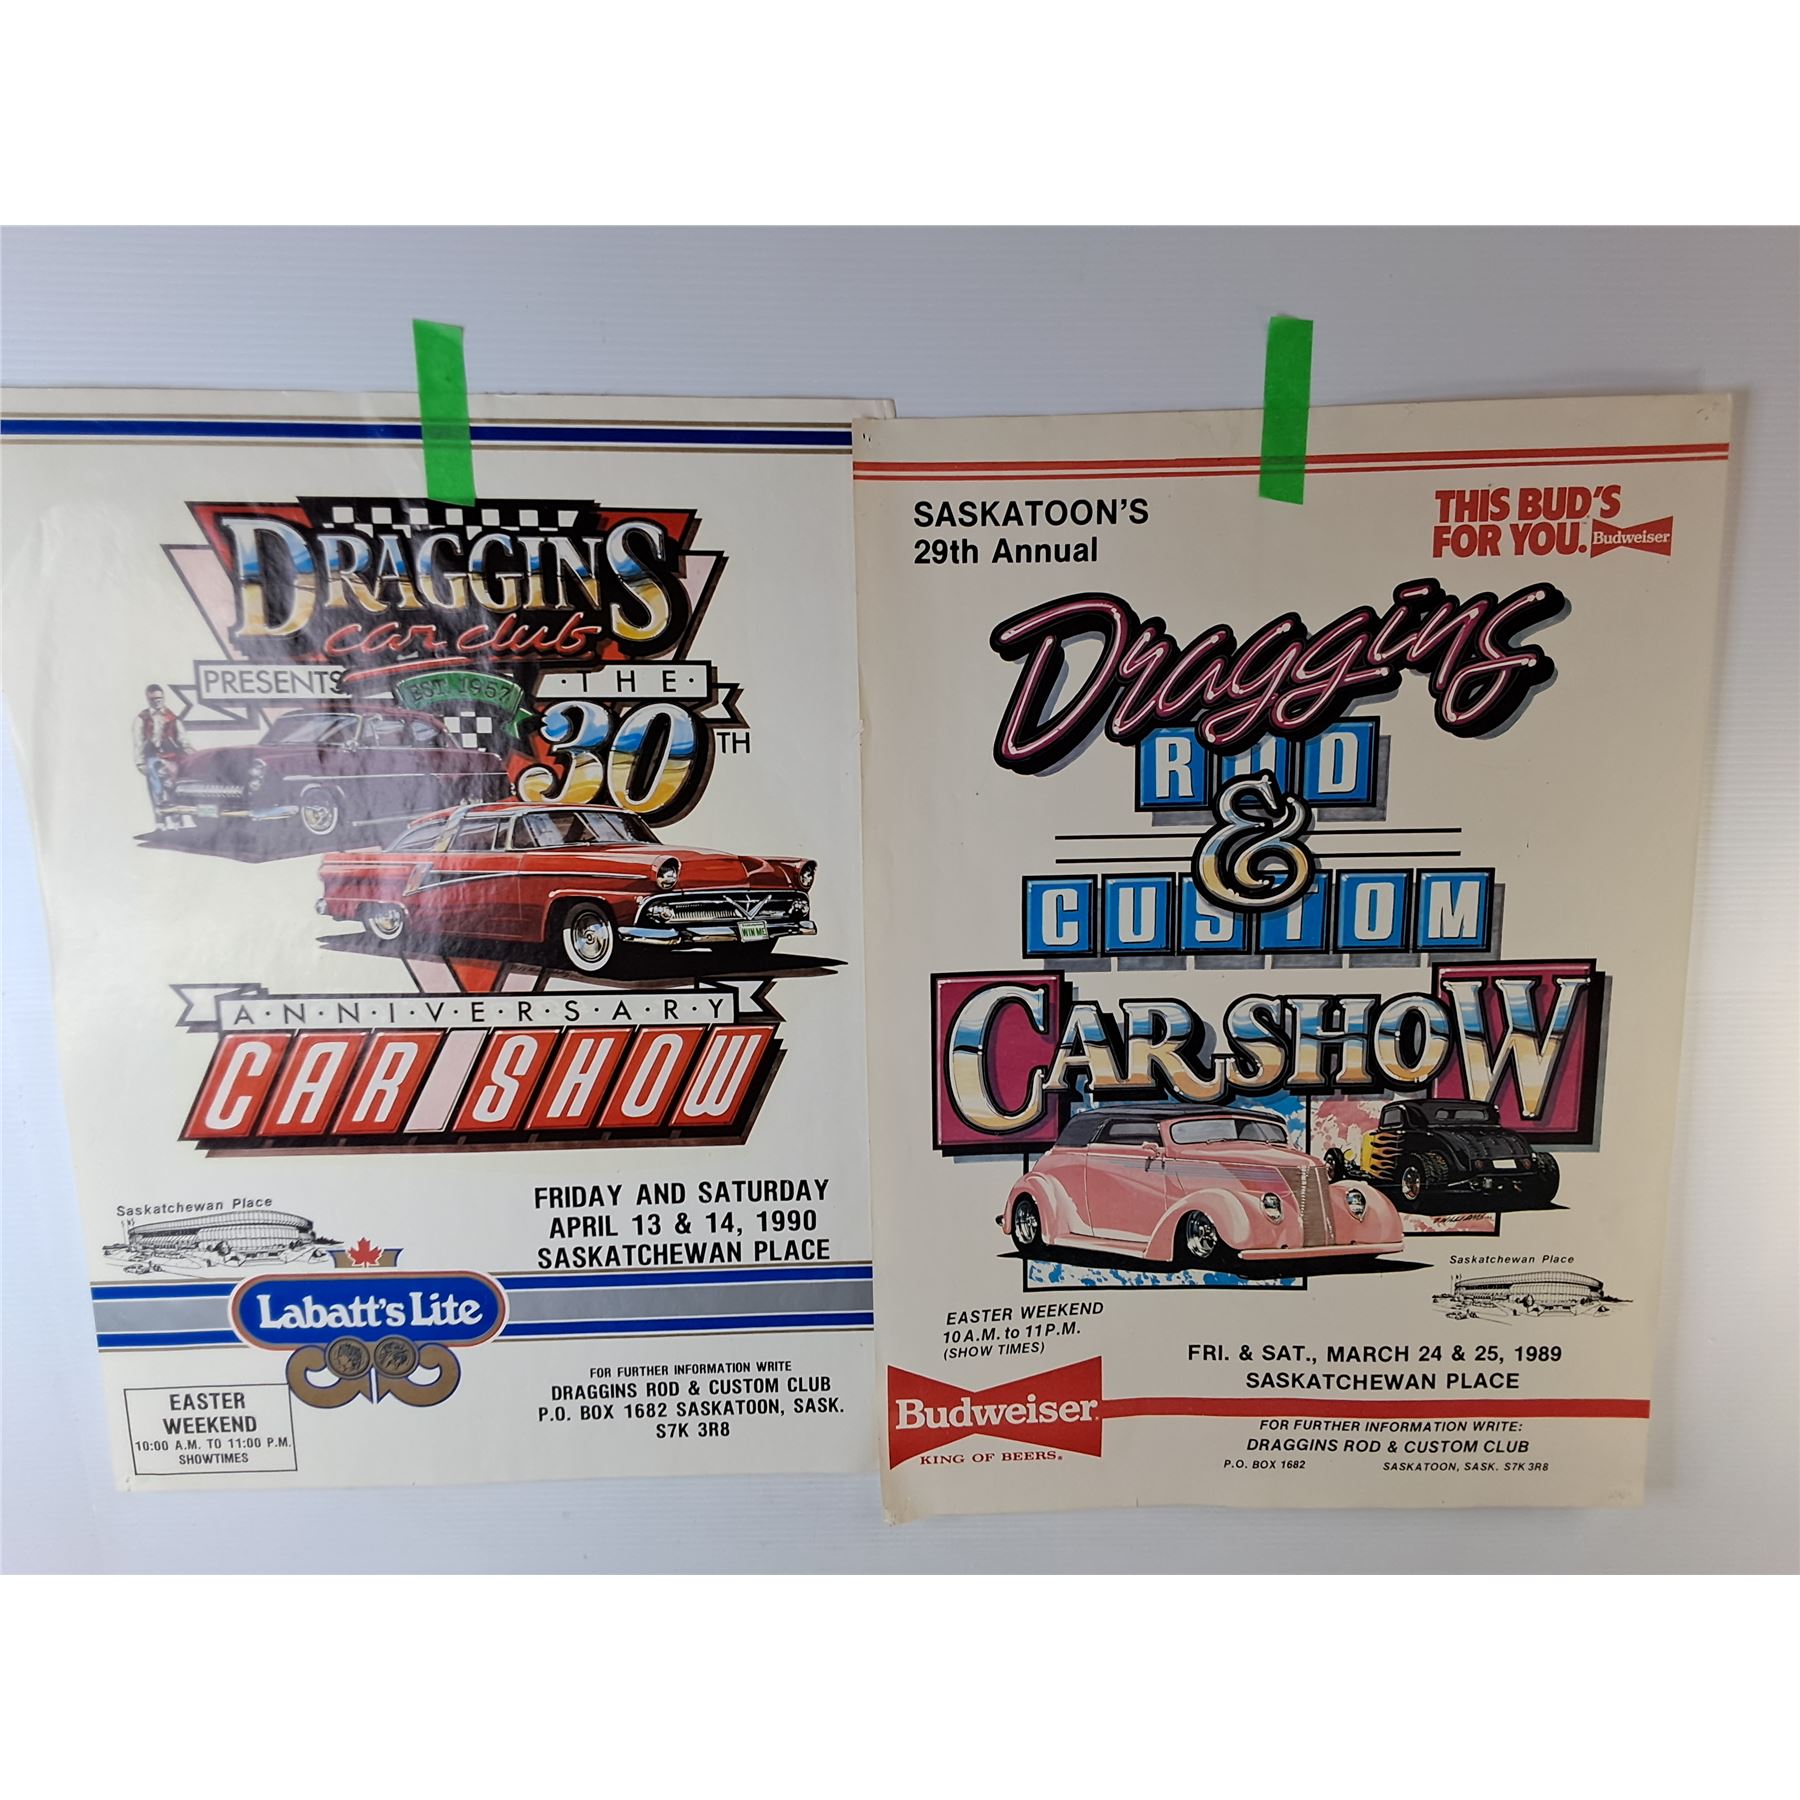 DRAGGINS
car club
PRESENTS
EST. 1957
·THE·
30TH
WIN ME
A·N·N·I·V·E·R·S·A·R·Y
CAR SHOW
Saskatchewan Place
FRIDAY AND SATURDAY
APRIL 13 & 14, 1990
SASKATCHEWAN PLACE
Labatt's Lite
EASTER
WEEKEND
10:00 A.M. TO 11:00 P.M.
SHOWTIMES
FOR FURTHER INFORMATION WRITE
DRAGGINS ROD & CUSTOM CLUB
P.O. BOX 1682 SASKATOON, SASK.
S7K 3R8
SASKATOON'S
29th Annual
THIS BUD'S
FOR YOU.
Budweiser
Draggins
ROD
&
CUSTOM
CAR SHOW
Saskatchewan Place
EASTER WEEKEND
10 A.M. to 11 P.M.
(SHOW TIMES)
FRI. & SAT., MARCH 24 & 25, 1989
SASKATCHEWAN PLACE
Budweiser
KING OF BEERS®
FOR FURTHER INFORMATION WRITE:
DRAGGINS ROD & CUSTOM CLUB
P.O. BOX 1682 SASKATOON, SASK. S7K 3R8